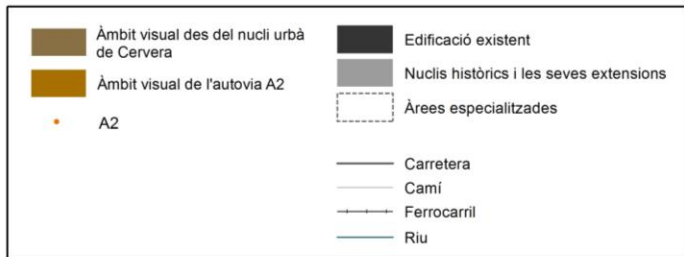 Àmbit visual des del nucli urbà
de Cervera
Àmbit visual de l'autovia A2
A2
Edificació existent
Nuclis històrics i les seves extensions
Àrees especialitzades
Carretera
Camí
Ferrocarril
Riu